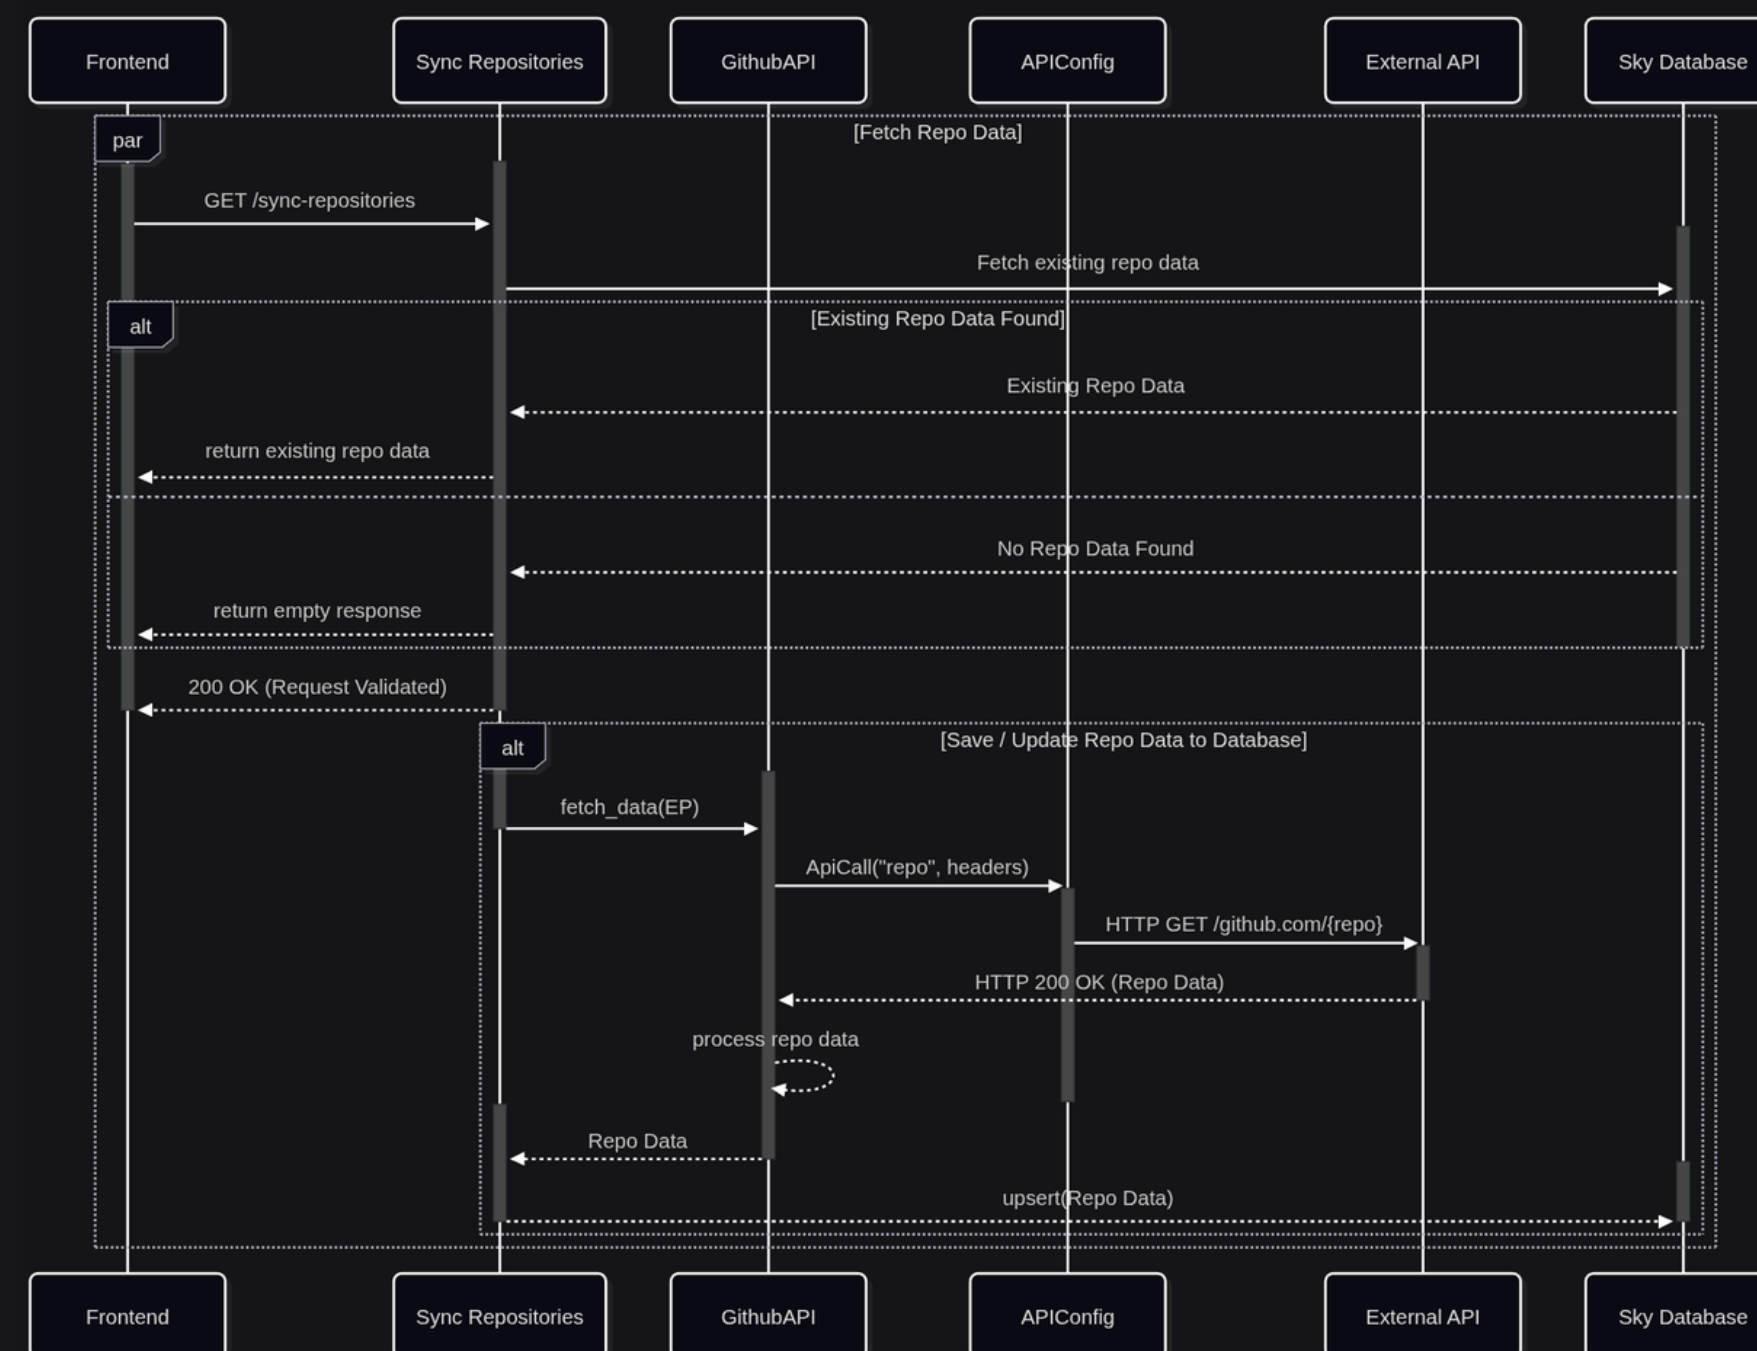 Frontend
Sync Repositories
GithubAPI
APIConfig
External API
Sky Database
par
[Fetch Repo Data]
GET /sync-repositories
Fetch existing repo data
alt
[Existing Repo Data Found]
Existing Repo Data
return existing repo data
No Repo Data Found
return empty response
200 OK (Request Validated)
alt
[Save / Update Repo Data to Database]
fetch_data(EP)
ApiCall("repo", headers)
HTTP GET /github.com/{repo}
HTTP 200 OK (Repo Data)
process repo data
Repo Data
upsert(Repo Data)
Frontend
Sync Repositories
GithubAPI
APIConfig
External API
Sky Database